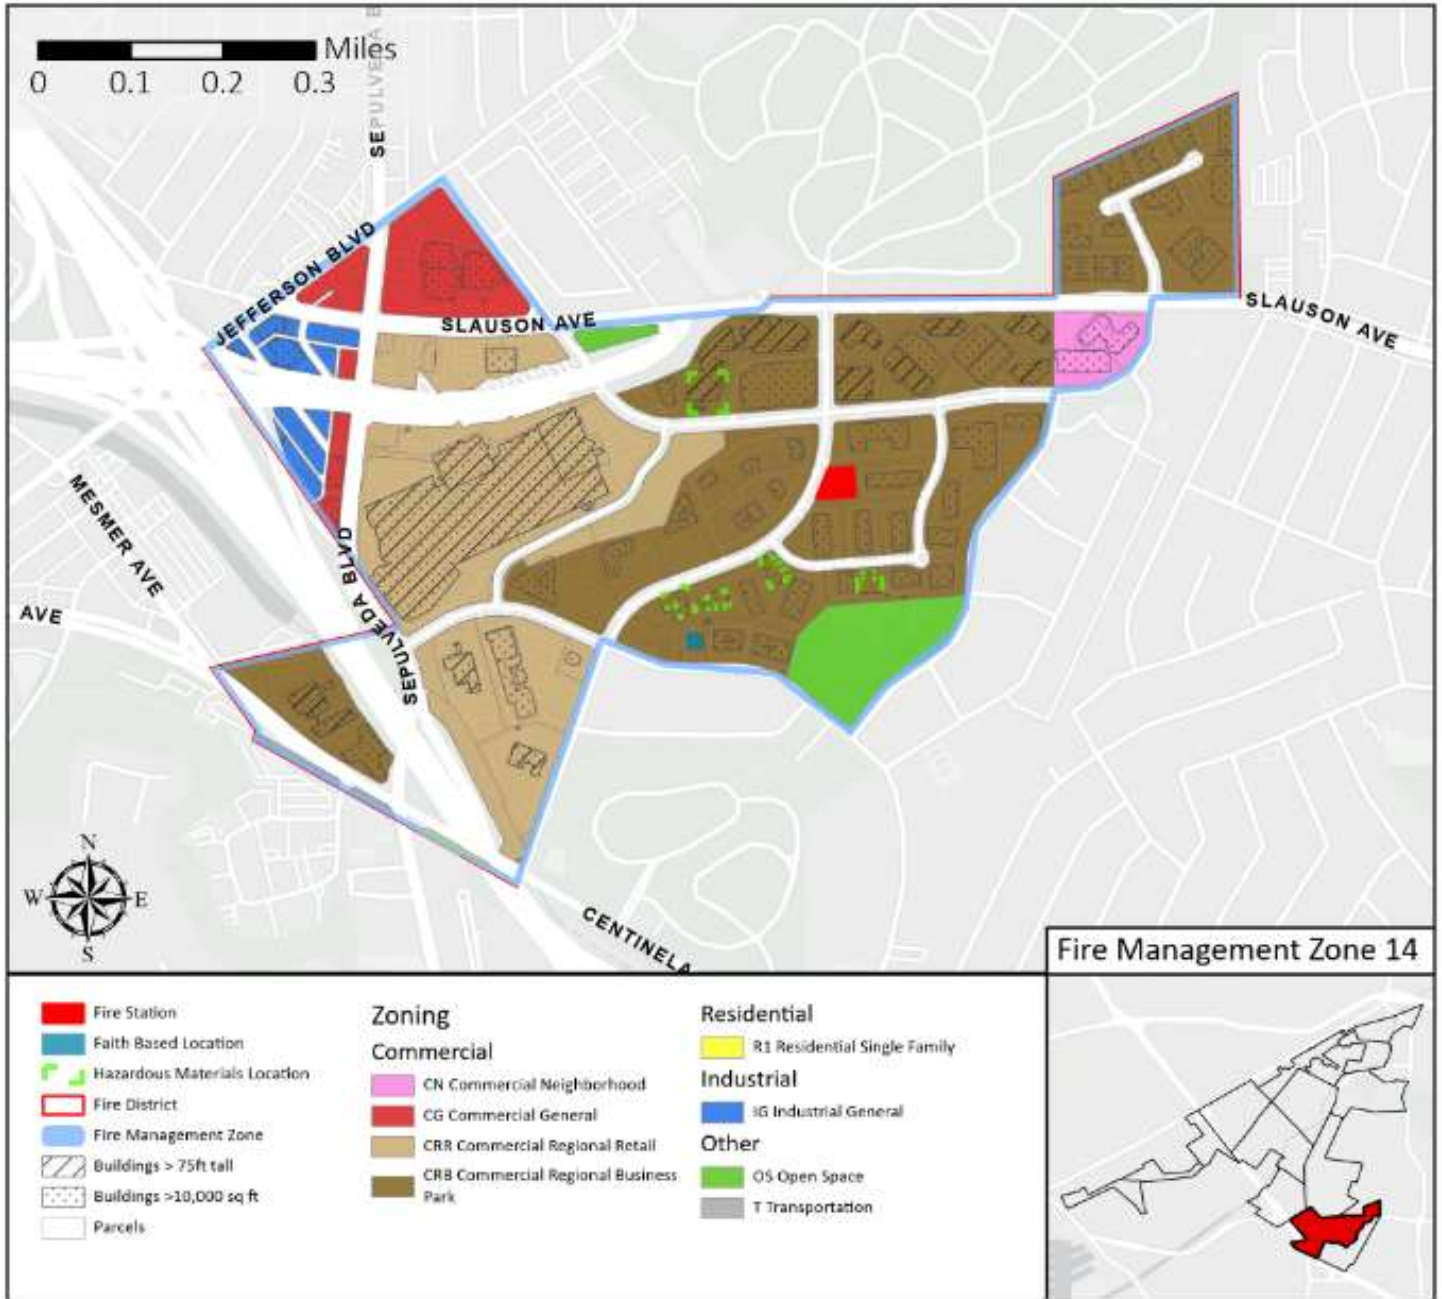 Miles
0 0.1 0.2 0.3
SEPULVEDA B
JEFFERSON BLVD
SLAUSON AVE
SLAUSON AVE
MESMER AVE
AVE
SEPULVEDA BLVD
CENTINELA
N
W E
S
Fire Management Zone 14
Fire Station
Faith Based Location
Hazardous Materials Location
Fire District
Fire Management Zone
Buildings > 75ft tall
Buildings >10,000 sq ft
Parcels
Zoning
Commercial
CN Commercial Neighborhood
CG Commercial General
CRR Commercial Regional Retail
CRB Commercial Regional Business
Park
Residential
R1 Residential Single Family
Industrial
IG Industrial General
Other
OS Open Space
T Transportation